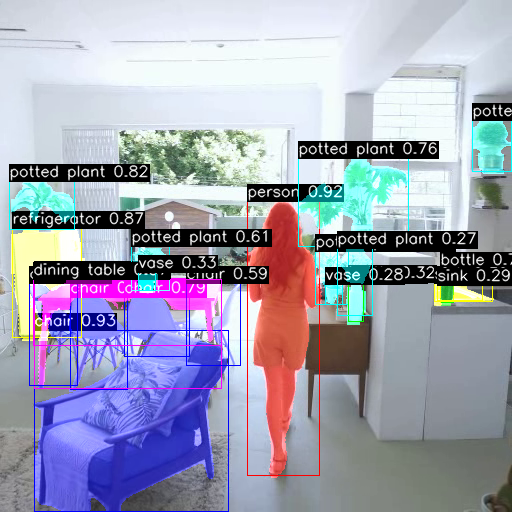 potte
potted plant 0.76
potted plant 0.82
person 0.92
refrigerator 0.87
potted plant 0.61
potted plant 0.27
vase 0.33
bottle 0.7
dining table
chair 0.59
vase 0.28
0.32
sink 0.29
chair
0.79
chair 0.93